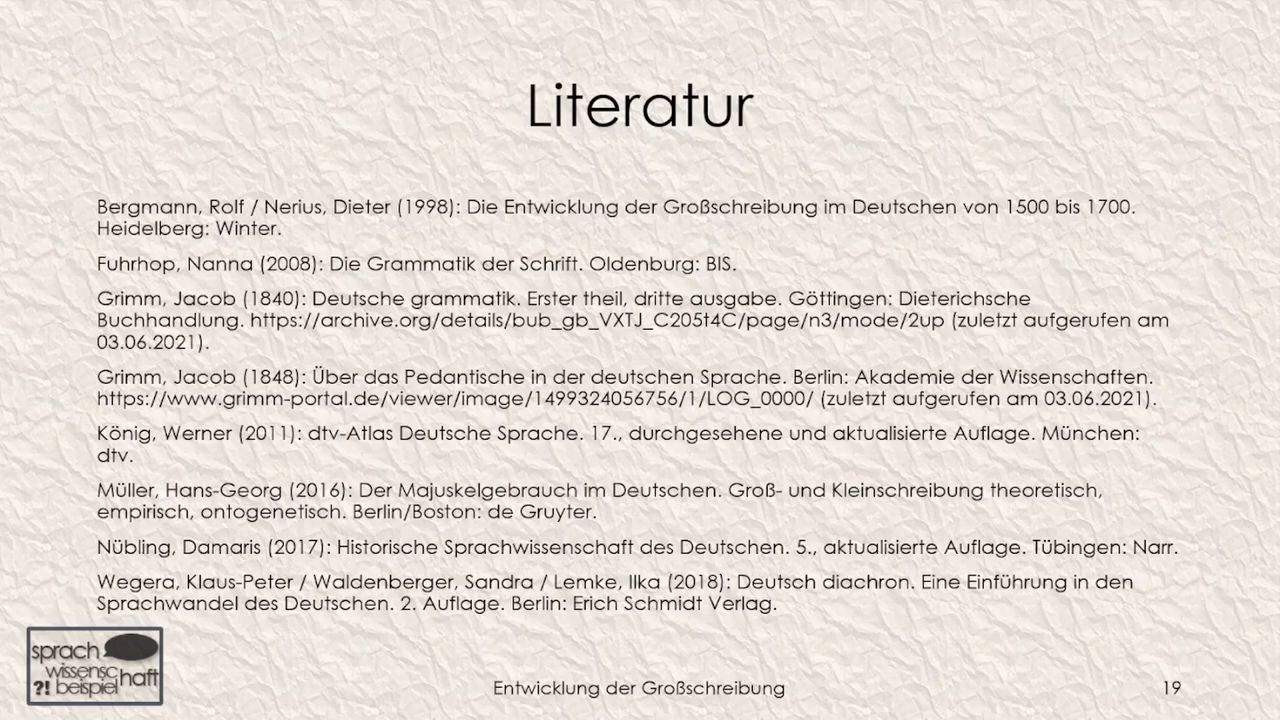 Literatur
Bergmann, Rolf / Nerius, Dieter (1998): Die Entwicklung der Großschreibung im Deutschen von 1500 bis 1700.
Heidelberg: Winter.
Fuhrhop, Nanna (2008): Die Grammatik der Schrift. Oldenburg: BIS.
Grimm, Jacob (1840): Deutsche grammatik. Erster theil, dritte ausgabe. Göttingen: Dieterichsche
Buchhandlung. https://archive.org/details/bub_gb_VXTJ_C205t4C/page/n3/mode/2up (zuletzt aufgerufen am
03.06.2021).
Grimm, Jacob (1848): Über das Pedantische in der deutschen Sprache. Berlin: Akademie der Wissenschaften.
https://www.grimm-portal.de/viewer/image/1499324056756/1/LOG_0000/ (zuletzt aufgerufen am 03.06.2021).
König, Werner (2011): dtv-Atlas Deutsche Sprache. 17., durchgesehene und aktualisierte Auflage. München:
dtv.
Müller, Hans-Georg (2016): Der Majuskelgebrauch im Deutschen. Groß- und Kleinschreibung theoretisch,
empirisch, ontogenetisch. Berlin/Boston: de Gruyter.
Nübling, Damaris (2017): Historische Sprachwissenschaft des Deutschen. 5., aktualisierte Auflage. Tübingen: Narr.
Wegera, Klaus-Peter / Waldenberger, Sandra / Lemke, Ilka (2018): Deutsch diachron. Eine Einführung in den
Sprachwandel des Deutschen. 2. Auflage. Berlin: Erich Schmidt Verlag.
sprach
wissensc
haft
?! beispiel
Entwicklung der Großschreibung
19